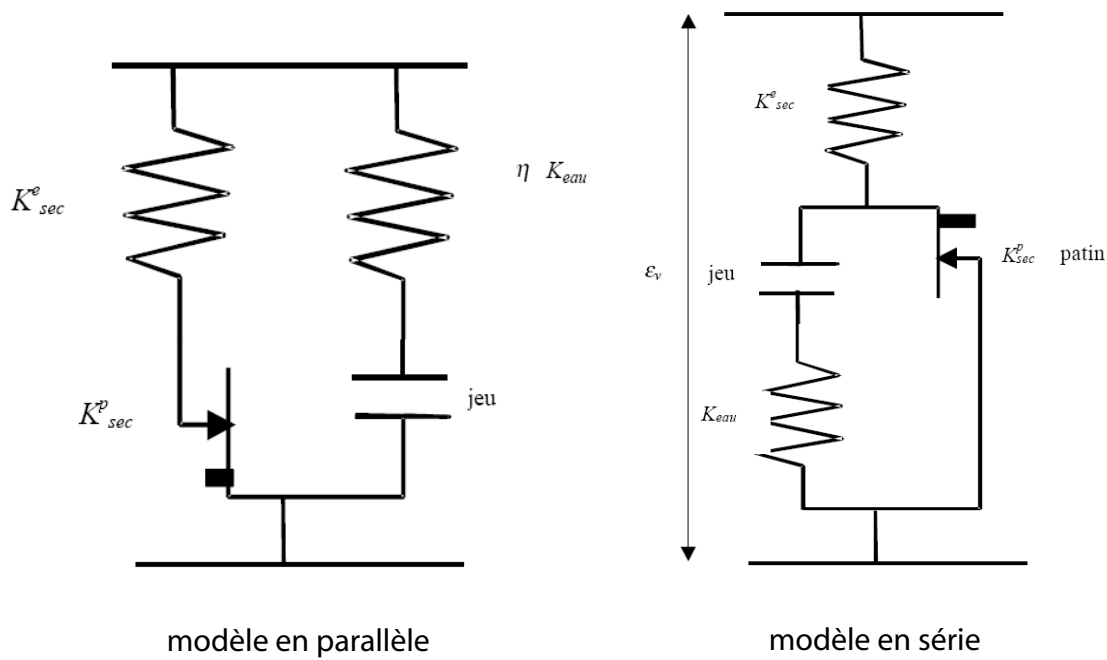 K^e_sec
η K_eau
K^p_sec
jeu
modèle en parallèle
K^e_sec
ε_v
jeu
K^p_sec patin
K_eau
modèle en série